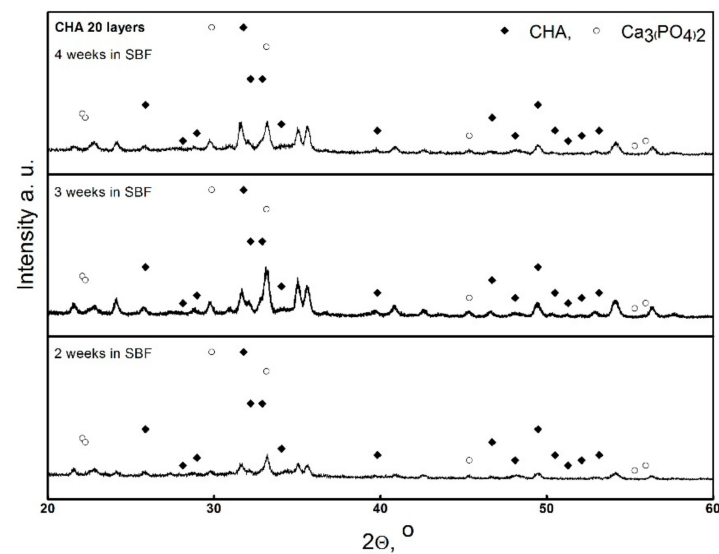 CHA 20 layers
CHA, Ca3(PO4)2
4 weeks in SBF
3 weeks in SBF
Intensity a. u.
2 weeks in SBF
20 30 40 50 60
2Θ, °